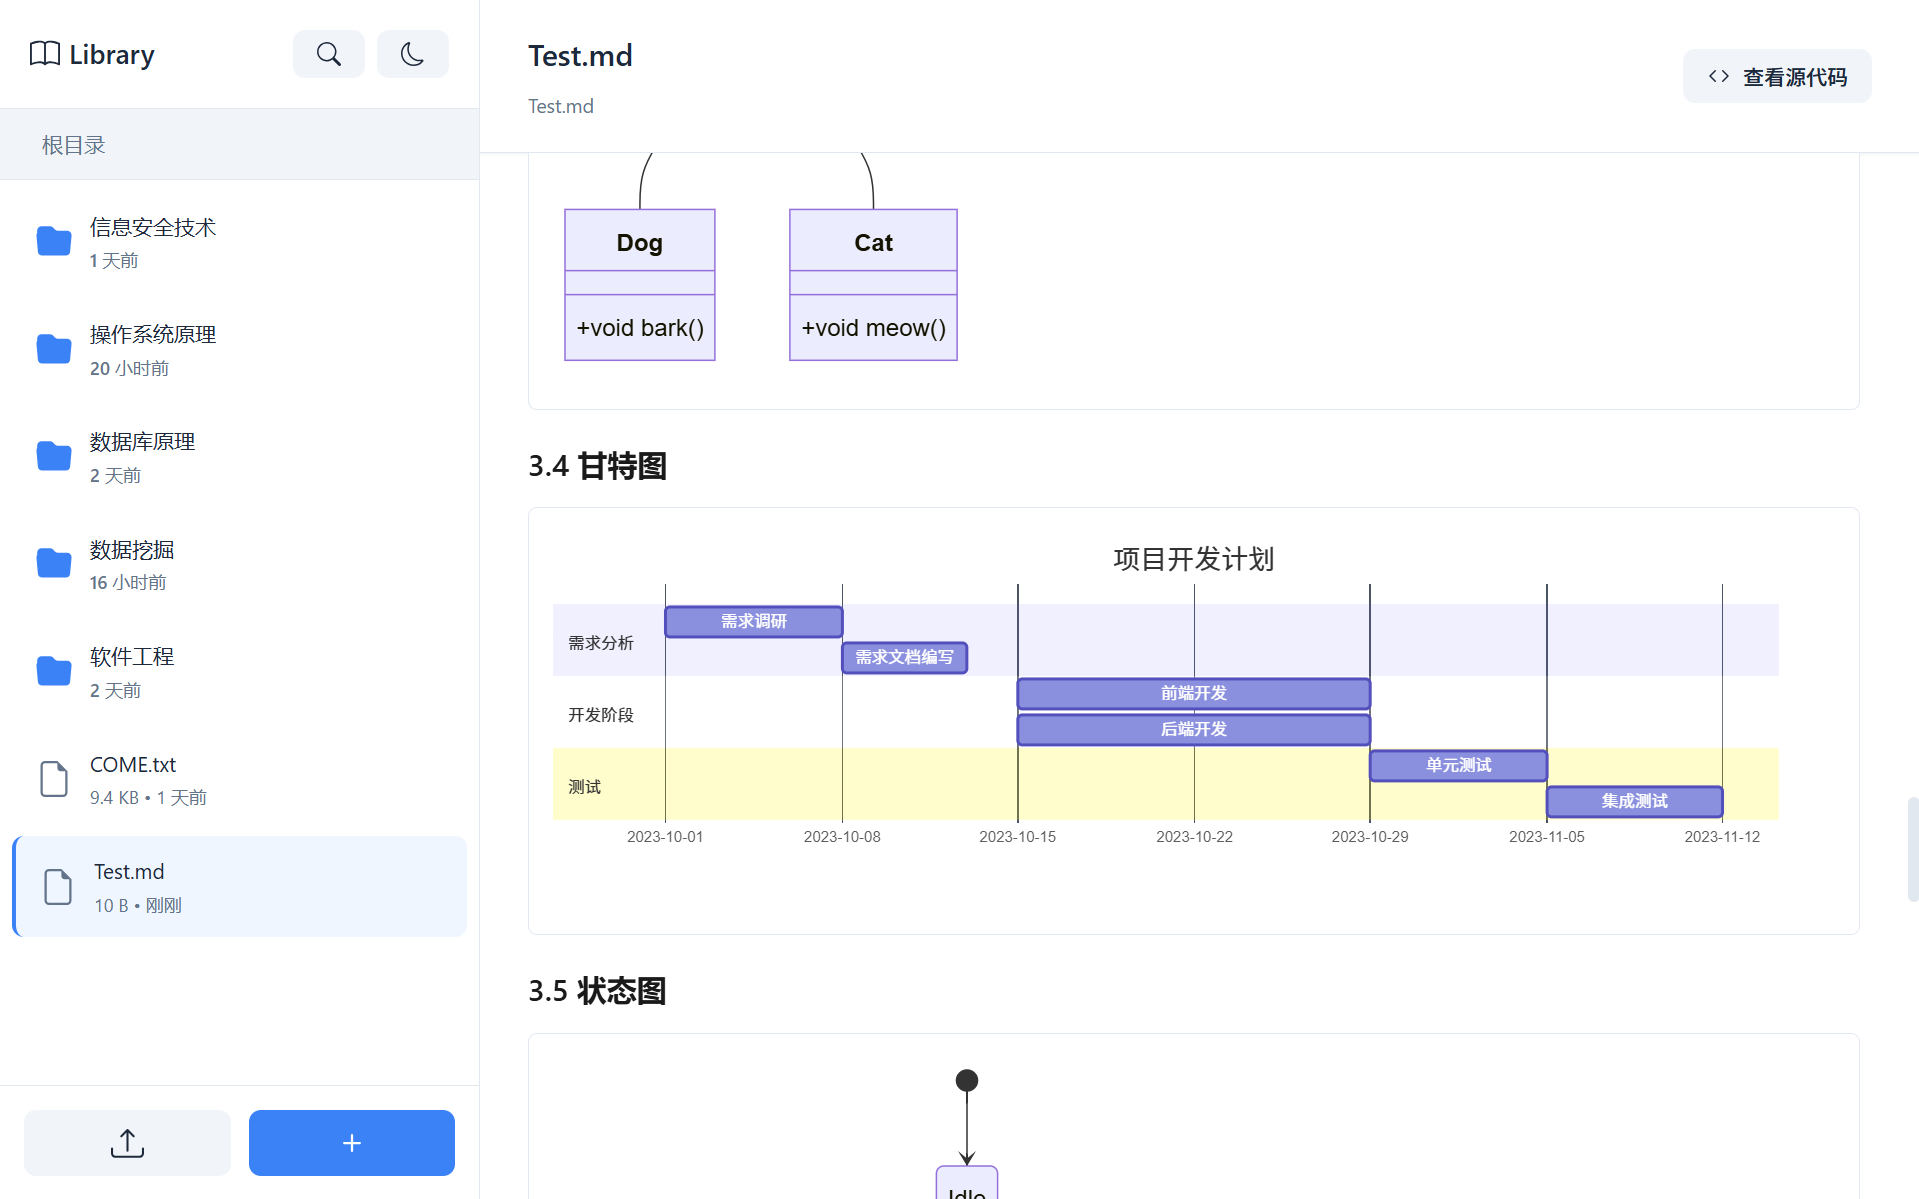 Library
根目录
信息安全技术
1 天前
操作系统原理
20 小时前
数据库原理
2 天前
数据挖掘
16 小时前
软件工程
2 天前
COME.txt
9.4 KB • 1 天前
Test.md
10 B • 刚刚
+
Test.md
Test.md
<> 查看源代码
Dog
+void bark()
Cat
+void meow()
3.4 甘特图
项目开发计划
需求分析
需求调研
需求文档编写
开发阶段
前端开发
后端开发
测试
单元测试
集成测试
2023-10-01 2023-10-08 2023-10-15 2023-10-22 2023-10-29 2023-11-05 2023-11-12
3.5 状态图
Idle